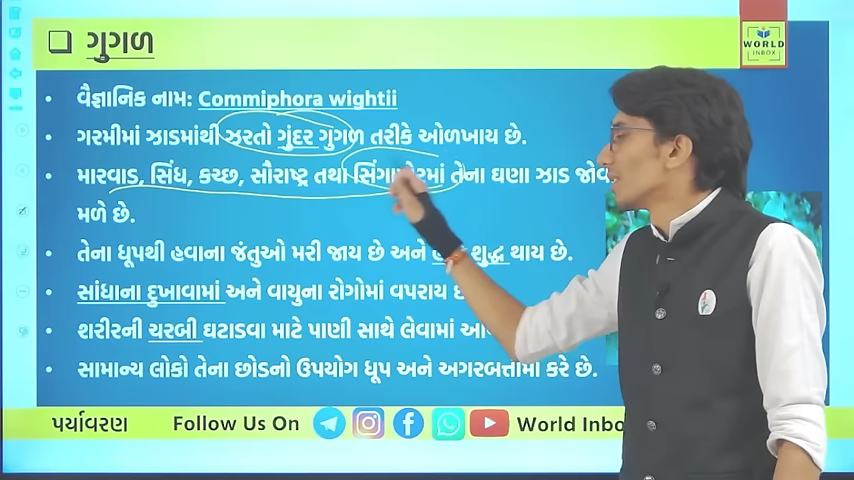 ગુગળ
WORLD
INBOX
વૈજ્ઞાનિક નામ: Commiphora wightii
ગરમીમાં ઝાડમાંથી ઝરતો ગુંદર ગુગળ તરીકે ઓળખાય છે.
મારવાડ, સિંધ, કચ્છ, સૌરાષ્ટ્ર તથા તેના ઘણા ઝાડ
મળે છે.
તેના ધૂપથી હવાના જંતુઓ મરી જાય છે અને શુદ્ધ થાય છે.
સાંધાના દુખાવામાં અને વાયુના રોગોમાં વપરાય
શરીરની ચરબી ઘટાડવા માટે પાણી સાથે લેવામાં
સામાન્ય લોકો તેના છોડનો ઉપયોગ ધૂપ અને અગરબત્તીમાં કરે છે.
પર્યાવરણ Follow Us On World